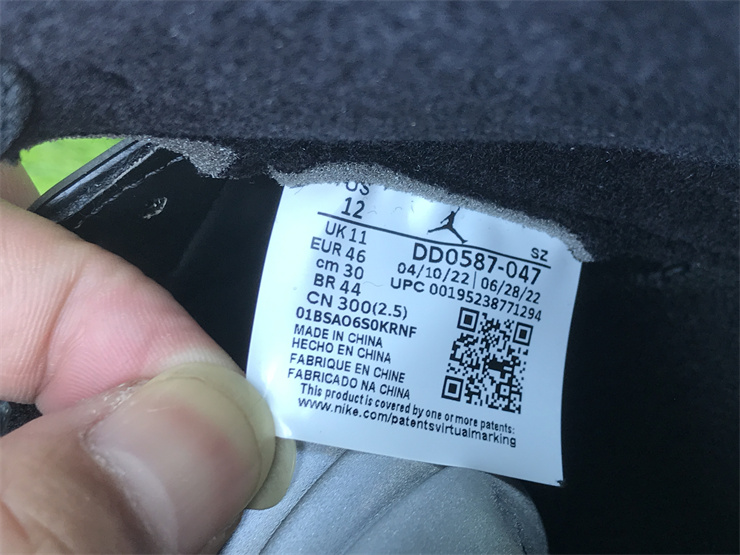 US
12
UK 11
EUR 46
cm 30
BR 44
CN 300(2.5)
01BSAO6S0KRNF
SZ
DD0587-047
04/10/22 | 06/28/22
UPC 00195238771294
MADE IN CHINA
HECHO EN CHINA
FABRIQUE EN CHINE
FABRICADO NA CHINA
This product is covered by one or more patents:
www.nike.com/patentsvirtualmarking